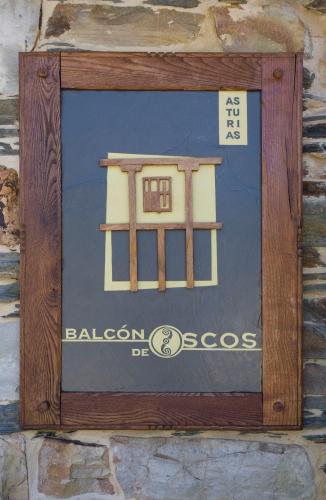 AS
TU
RI
AS
BALCÓN
DE OSCOS